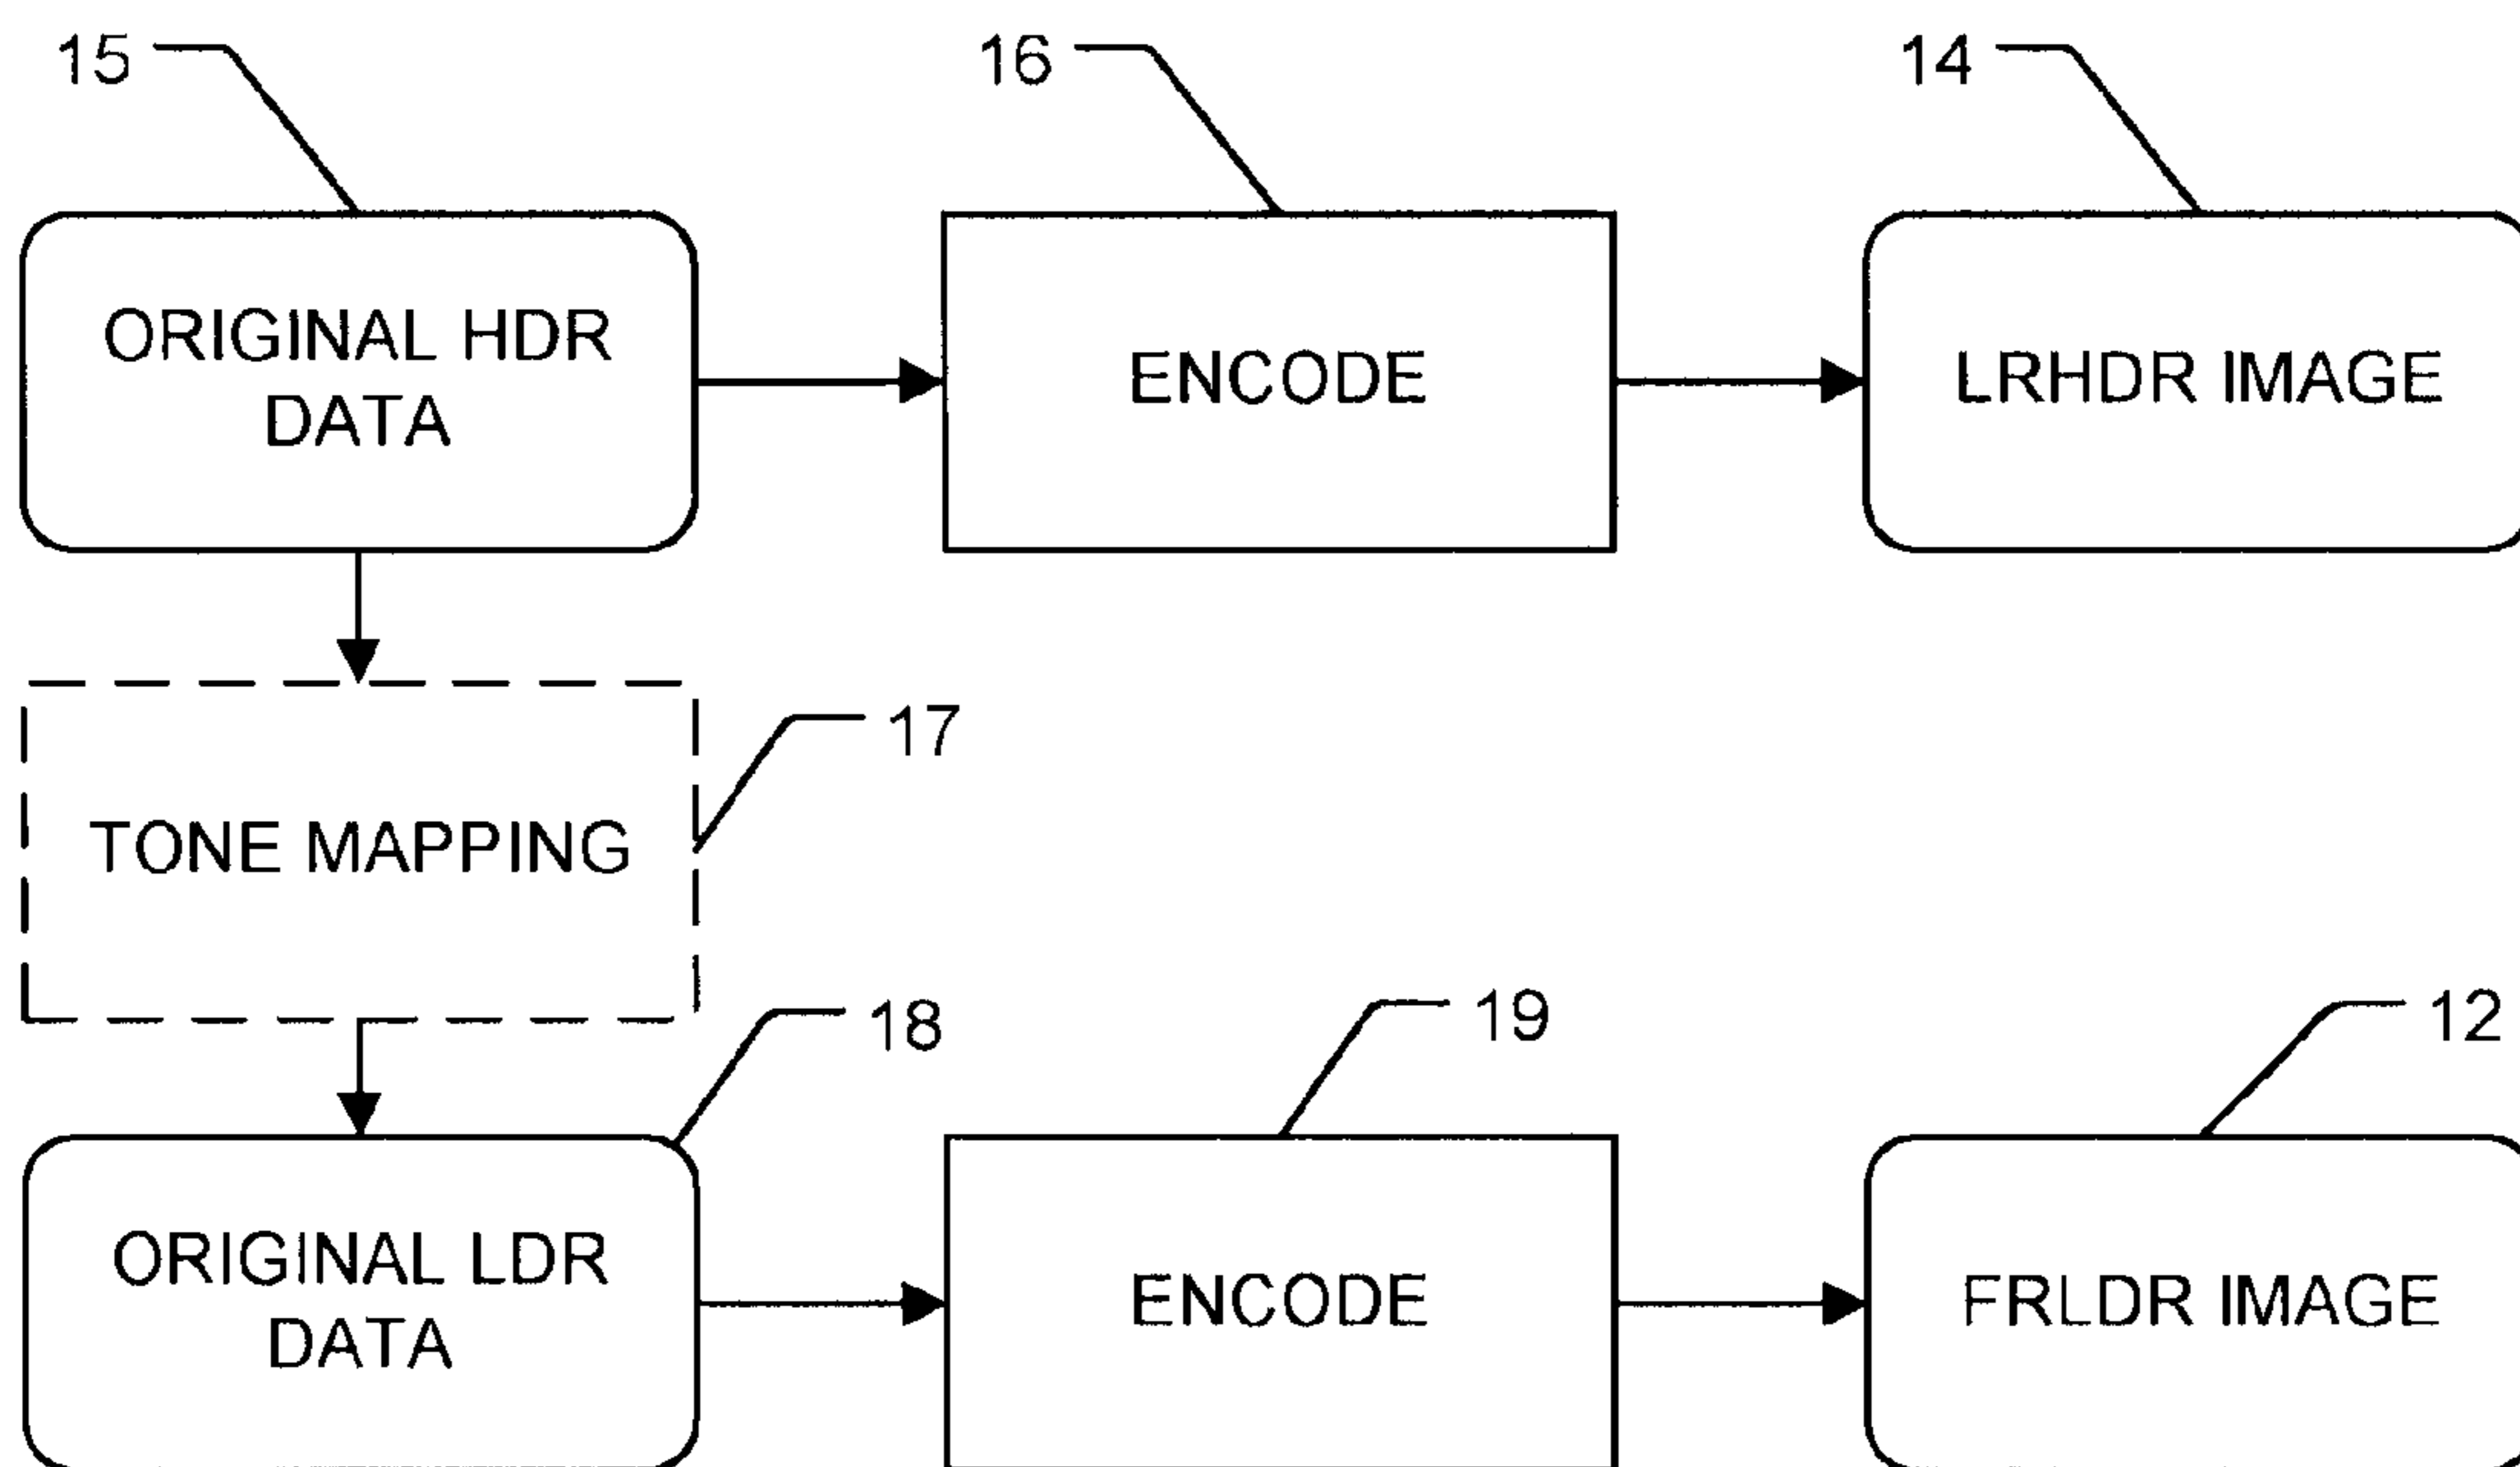 15
16
14
ORIGINAL HDR
DATA
ENCODE
LRHDR IMAGE
17
TONE MAPPING
18
19
12
ORIGINAL LDR
DATA
ENCODE
FRLDR IMAGE